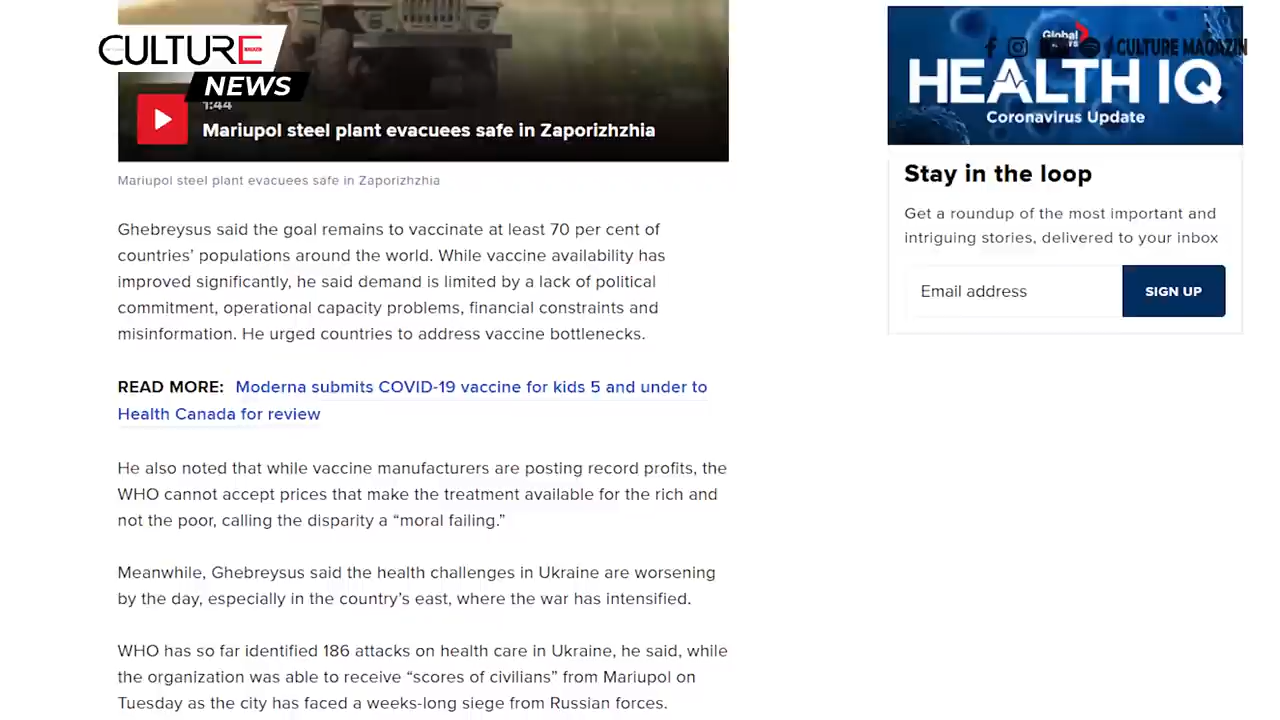 CULTURE
NEWS
1:44
Mariupol steel plant evacuees safe in Zaporizhzhia
Mariupol steel plant evacuees safe in Zaporizhzhia
Ghebreysus said the goal remains to vaccinate at least 70 per cent of
countries’ populations around the world. While vaccine availability has
improved significantly, he said demand is limited by a lack of political
commitment, operational capacity problems, financial constraints and
misinformation. He urged countries to address vaccine bottlenecks.
READ MORE: Moderna submits COVID-19 vaccine for kids 5 and under to
Health Canada for review
He also noted that while vaccine manufacturers are posting record profits, the
WHO cannot accept prices that make the treatment available for the rich and
not the poor, calling the disparity a “moral failing.”
Meanwhile, Ghebreysus said the health challenges in Ukraine are worsening
by the day, especially in the country’s east, where the war has intensified.
WHO has so far identified 186 attacks on health care in Ukraine, he said, while
the organization was able to receive “scores of civilians” from Mariupol on
Tuesday as the city has faced a weeks-long siege from Russian forces.
Global
/CULTURE MAGAZIN
HEALTH IQ
Coronavirus Update
Stay in the loop
Get a roundup of the most important and
intriguing stories, delivered to your inbox
Email address
SIGN UP